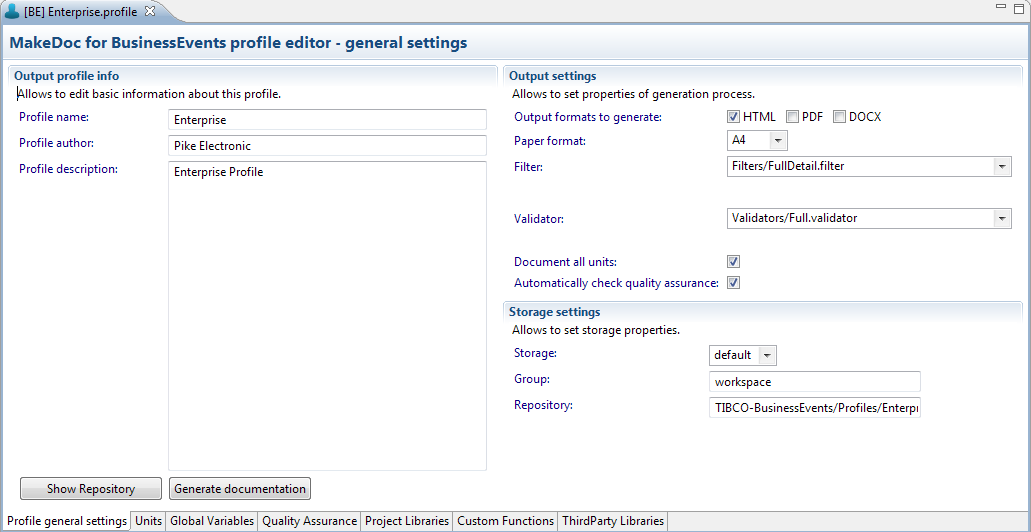 [BE] Enterprise.profile
MakeDoc for BusinessEvents profile editor - general settings
Output profile info
Allows to edit basic information about this profile.
Profile name: Enterprise
Profile author: Pike Electronic
Profile description: Enterprise Profile
Show Repository Generate documentation
Output settings
Allows to set properties of generation process.
Output formats to generate: HTML PDF DOCX
Paper format: A4
Filter: Filters/FullDetail.filter
Validator: Validators/Full.validator
Document all units:
Automatically check quality assurance:
Storage settings
Allows to set storage properties.
Storage: default
Group: workspace
Repository: TIBCO-BusinessEvents/Profiles/Enterpr
Profile general settings Units Global Variables Quality Assurance Project Libraries Custom Functions ThirdParty Libraries